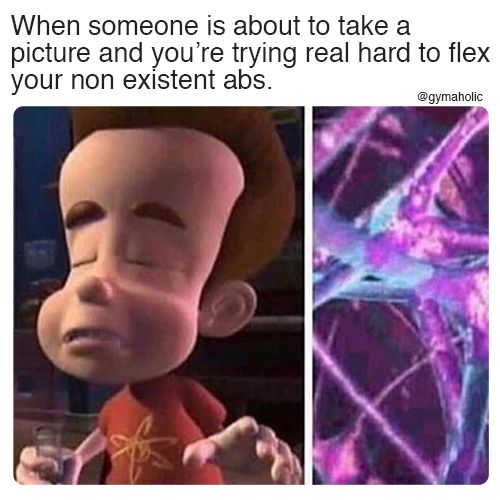 When someone is about to take a
picture and you’re trying real hard to flex
your non existent abs.
@gymaholic